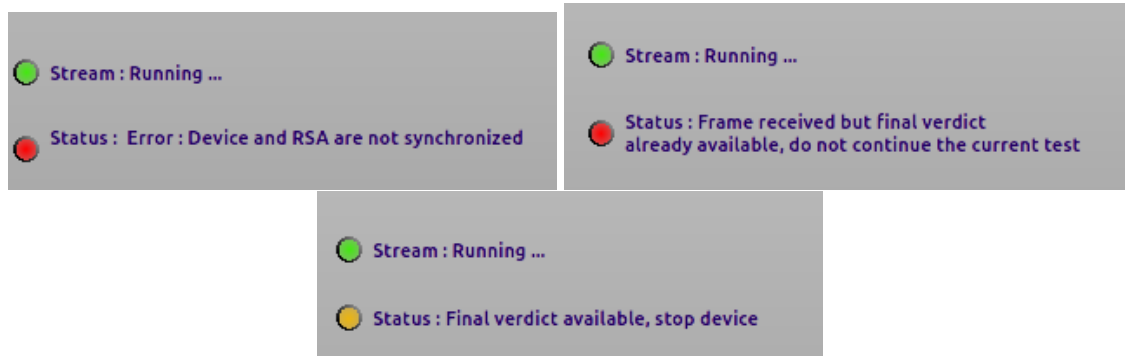 Stream : Running ...
Status :  Error : Device and RSA are not synchronized
Stream : Running ...
Status : Frame received but final verdict
already available, do not continue the current test
Stream : Running ...
Status : Final verdict available, stop device